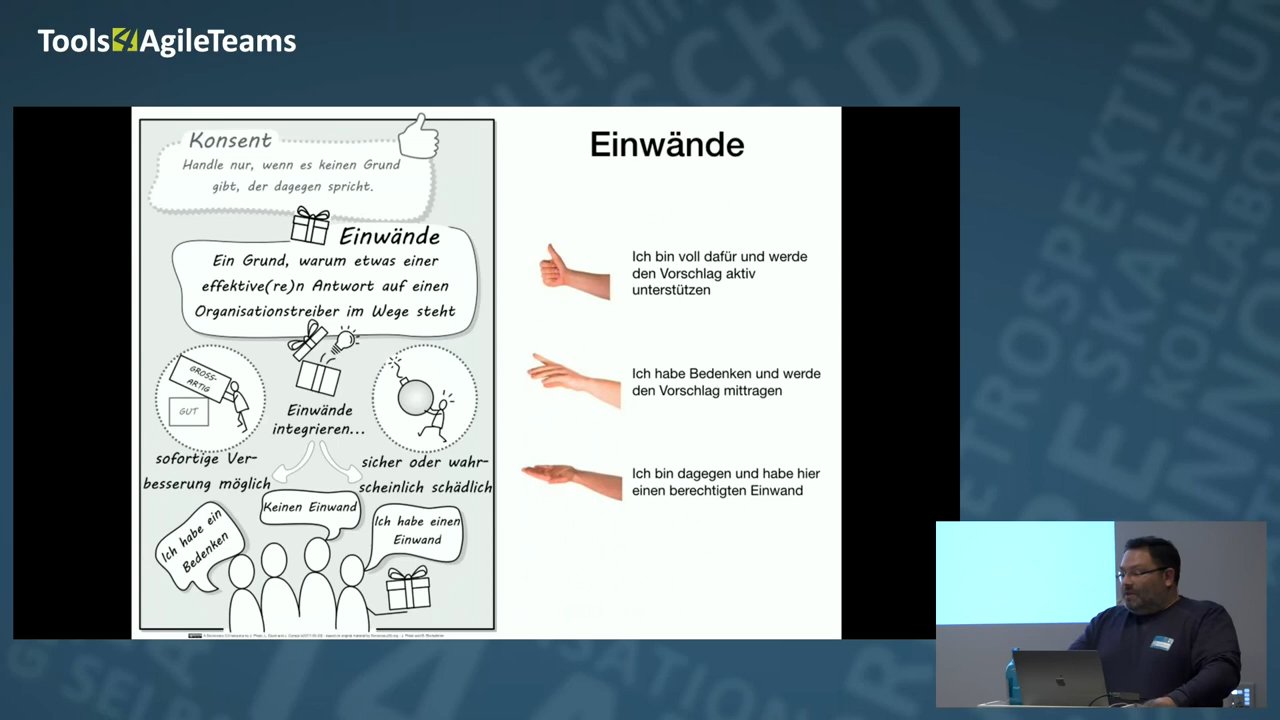 Tools4AgileTeams
Konsent
Handle nur, wenn es keinen Grund
gibt, der dagegen spricht.
Einwände
Ein Grund, warum etwas einer
effektive(re)n Antwort auf einen
Organisationstreiber im Wege steht
GROSS-
ARTIG
GUT
Einwände
integrieren...
sofortige Ver-
besserung möglich
sicher oder wahr-
scheinlich schädlich
Ich habe ein
Bedenken
Keinen Einwand
Ich habe einen
Einwand
Einwände
Ich bin voll dafür und werde
den Vorschlag aktiv
unterstützen
Ich habe Bedenken und werde
den Vorschlag mittragen
Ich bin dagegen und habe hier
einen berechtigten Einwand